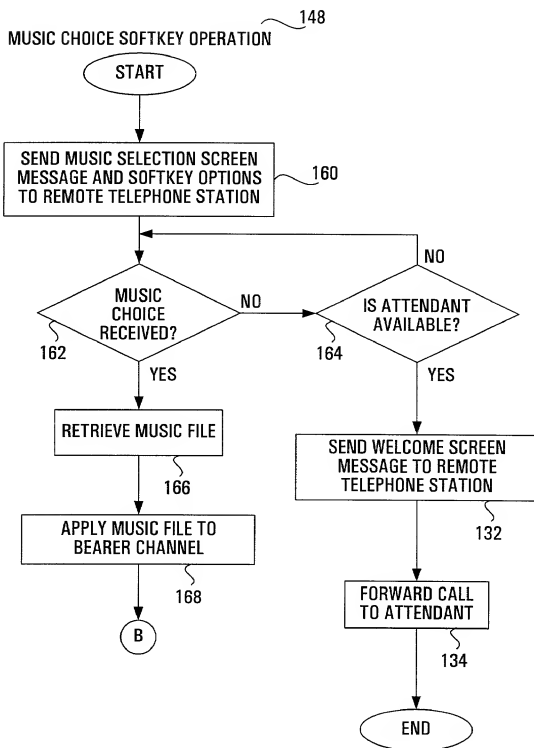 148
MUSIC CHOICE SOFTKEY OPERATION
START
SEND MUSIC SELECTION SCREEN
MESSAGE AND SOFTKEY OPTIONS
TO REMOTE TELEPHONE STATION
160
NO
MUSIC
CHOICE
RECEIVED?
162
NO
IS ATTENDANT
AVAILABLE?
164
YES
YES
RETRIEVE MUSIC FILE
166
SEND WELCOME SCREEN
MESSAGE TO REMOTE
TELEPHONE STATION
132
APPLY MUSIC FILE TO
BEARER CHANNEL
168
FORWARD CALL
TO ATTENDANT
134
B
END